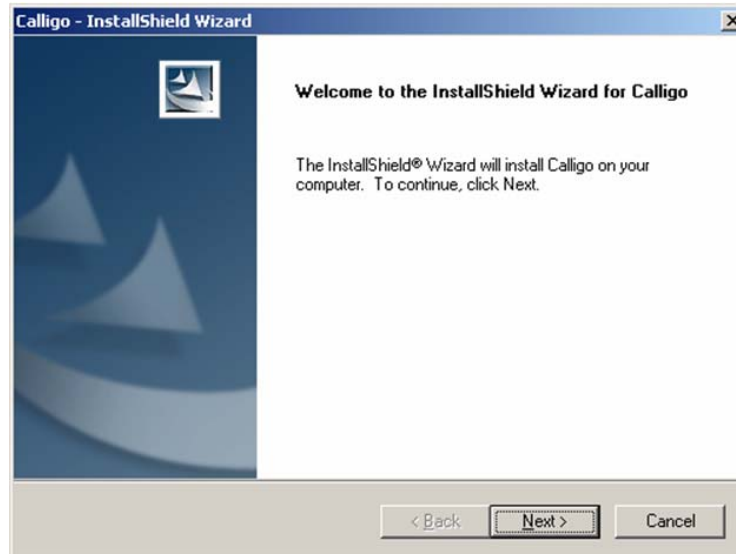 Calligo - InstallShield Wizard
Welcome to the InstallShield Wizard for Calligo
The InstallShield® Wizard will install Calligo on your
computer. To continue, click Next.
< Back
Next >
Cancel